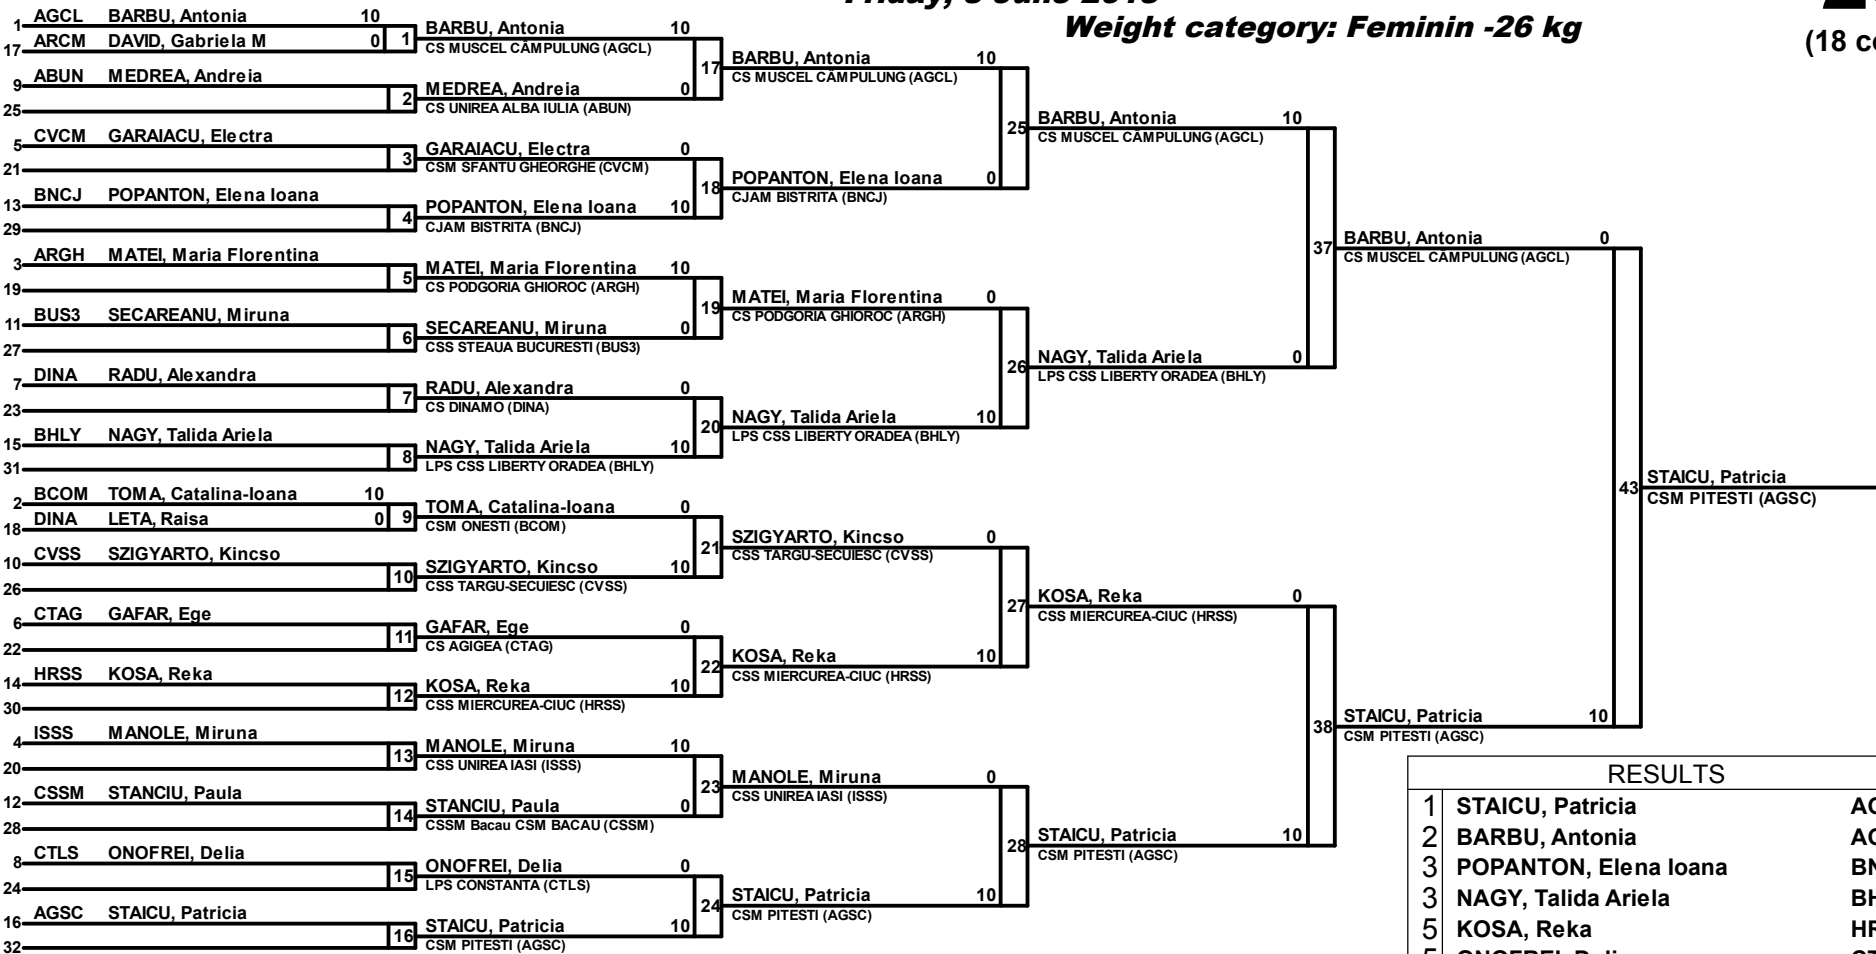 Weight category: Feminin -26 kg
1 AGCL BARBU, Antonia 10
17 ARCM DAVID, Gabriela M 0
1
9 ABUN MEDREA, Andreia
25
2
5 CVCM GARAIACU, Electra
21
3
13 BNCJ POPANTON, Elena Ioana
29
4
3 ARGH MATEI, Maria Florentina
19
5
11 BUS3 SECAREANU, Miruna
27
6
7 DINA RADU, Alexandra
23
7
15 BHLY NAGY, Talida Ariela
31
8
2 BCOM TOMA, Catalina-Ioana 10
18 DINA LETA, Raisa 0
9
10 CVSS SZIGYARTO, Kincso
26
10
6 CTAG GAFAR, Ege
22
11
14 HRSS KOSA, Reka
30
12
4 ISSS MANOLE, Miruna
20
13
12 CSSM STANCIU, Paula
28
14
8 CTLS ONOFREI, Delia
24
15
16 AGSC STAICU, Patricia
32
16
BARBU, Antonia 10
CS MUSCEL CÂMPULUNG (AGCL)
17
MEDREA, Andreia 0
CS UNIREA ALBA IULIA (ABUN)
GARAIACU, Electra 0
CSM SFANTU GHEORGHE (CVCM)
18
POPANTON, Elena Ioana 10
CJAM BISTRITA (BNCJ)
MATEI, Maria Florentina 10
CS PODGORIA GHIOROC (ARGH)
19
SECAREANU, Miruna 0
CSS STEAUA BUCURESTI (BUS3)
RADU, Alexandra 0
CS DINAMO (DINA)
20
NAGY, Talida Ariela 10
LPS CSS LIBERTY ORADEA (BHLY)
TOMA, Catalina-Ioana 0
CSM ONESTI (BCOM)
21
SZIGYARTO, Kincso 10
CSS TARGU-SECUIESC (CVSS)
GAFAR, Ege 0
CS AGIGEA (CTAG)
22
KOSA, Reka 10
CSS MIERCUREA-CIUC (HRSS)
MANOLE, Miruna 10
CSS UNIREA IASI (ISSS)
23
STANCIU, Paula 0
CSSM Bacau CSM BACAU (CSSM)
ONOFREI, Delia 0
LPS CONSTANTA (CTLS)
24
STAICU, Patricia 10
CSM PITESTI (AGSC)
BARBU, Antonia 10
CS MUSCEL CÂMPULUNG (AGCL)
25
POPANTON, Elena Ioana 0
CJAM BISTRITA (BNCJ)
MATEI, Maria Florentina 0
CS PODGORIA GHIOROC (ARGH)
26
NAGY, Talida Ariela 10
LPS CSS LIBERTY ORADEA (BHLY)
SZIGYARTO, Kincso 0
CSS TARGU-SECUIESC (CVSS)
27
KOSA, Reka 10
CSS MIERCUREA-CIUC (HRSS)
MANOLE, Miruna 0
CSS UNIREA IASI (ISSS)
28
STAICU, Patricia 10
CSM PITESTI (AGSC)
BARBU, Antonia 10
CS MUSCEL CÂMPULUNG (AGCL)
37
NAGY, Talida Ariela 0
LPS CSS LIBERTY ORADEA (BHLY)
KOSA, Reka 0
CSS MIERCUREA-CIUC (HRSS)
38
STAICU, Patricia 10
CSM PITESTI (AGSC)
BARBU, Antonia 0
CS MUSCEL CÂMPULUNG (AGCL)
43
STAICU, Patricia 10
CSM PITESTI (AGSC)
STAICU, Patricia
CSM PITESTI (AGSC)
RESULTS
1 STAICU, Patricia
2 BARBU, Antonia
3 POPANTON, Elena Ioana
3 NAGY, Talida Ariela
5 KOSA, Reka
(18